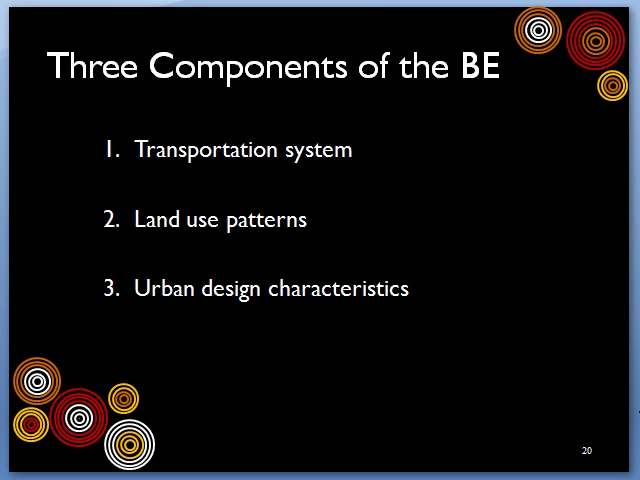 Three Components of the BE
1. Transportation system
2. Land use patterns
3. Urban design characteristics
20